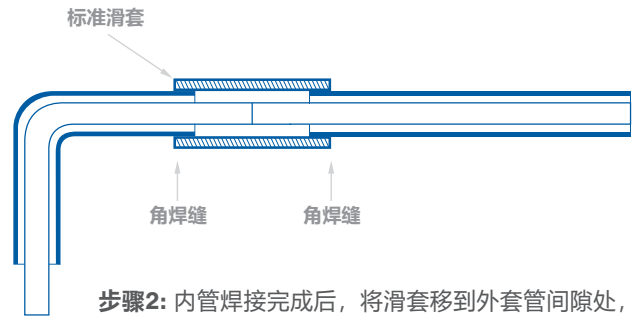 标准滑套
角焊缝
角焊缝
步骤2: 内管焊接完成后，将滑套移到外套管间隙处，